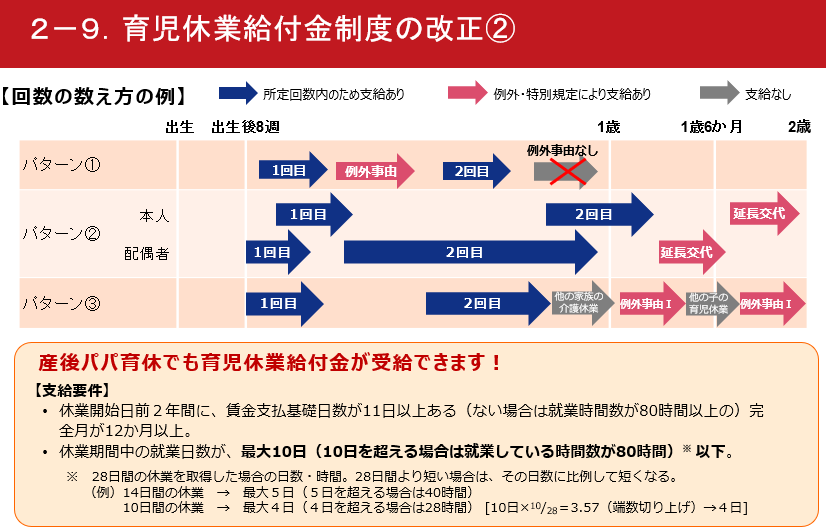 ２－９. 育児休業給付金制度の改正②
【回数の数え方の例】 所定回数内のため支給あり 例外・特別規定により支給あり 支給なし
出生 出生後8週 1歳 1歳6か月 2歳
パターン① 1回目 例外事由 2回目 例外事由なし
パターン②
本人 1回目 2回目 延長交代
配偶者 1回目 2回目 延長交代
パターン③ 1回目 2回目 他の家族の
介護休業 例外事由Ⅰ 他の子の
育児休業 例外事由Ⅰ
産後パパ育休でも育児休業給付金が受給できます！
【支給要件】
• 休業開始日前２年間に、賃金支払基礎日数が11日以上ある（ない場合は就業時間数が80時間以上の）完
全月が12か月以上。
• 休業期間中の就業日数が、最大10日（10日を超える場合は就業している時間数が80時間）※ 以下。
※ 28日間の休業を取得した場合の日数・時間。28日間より短い場合は、その日数に比例して短くなる。
（例）14日間の休業 → 最大５日（５日を超える場合は40時間）
10日間の休業 → 最大４日（４日を超える場合は28時間） [10日×10/28＝3.57（端数切り上げ）→４日]